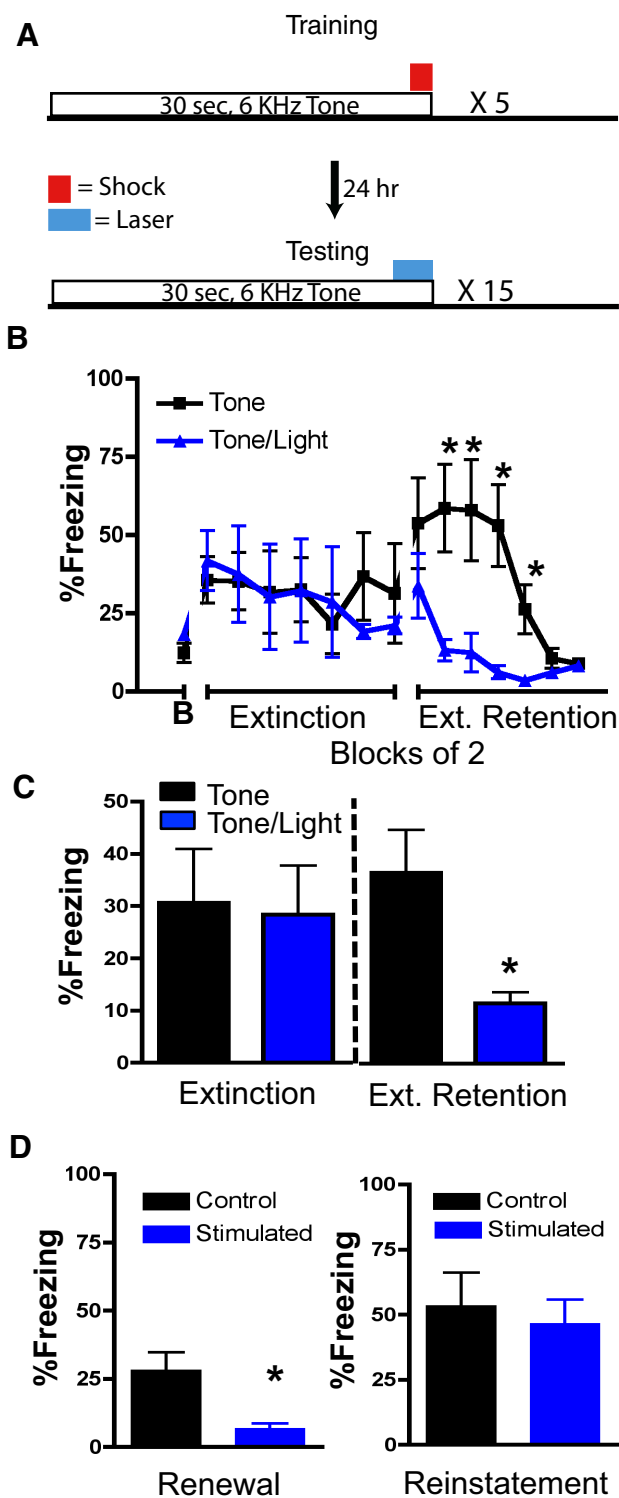 A
Training
30 sec, 6 KHz Tone
X 5
24 hr
= Shock
= Laser
Testing
30 sec, 6 KHz Tone
X 15
B
100
75
50
25
0
%Freezing
Tone
Tone/Light
* * * *
B
Extinction
Ext. Retention
Blocks of 2
C
50
40
30
20
10
0
%Freezing
Tone
Tone/Light
*
Extinction
Ext. Retention
D
100
75
50
25
0
%Freezing
Control
Stimulated
*
Renewal
100
75
50
25
0
%Freezing
Control
Stimulated
Reinstatement